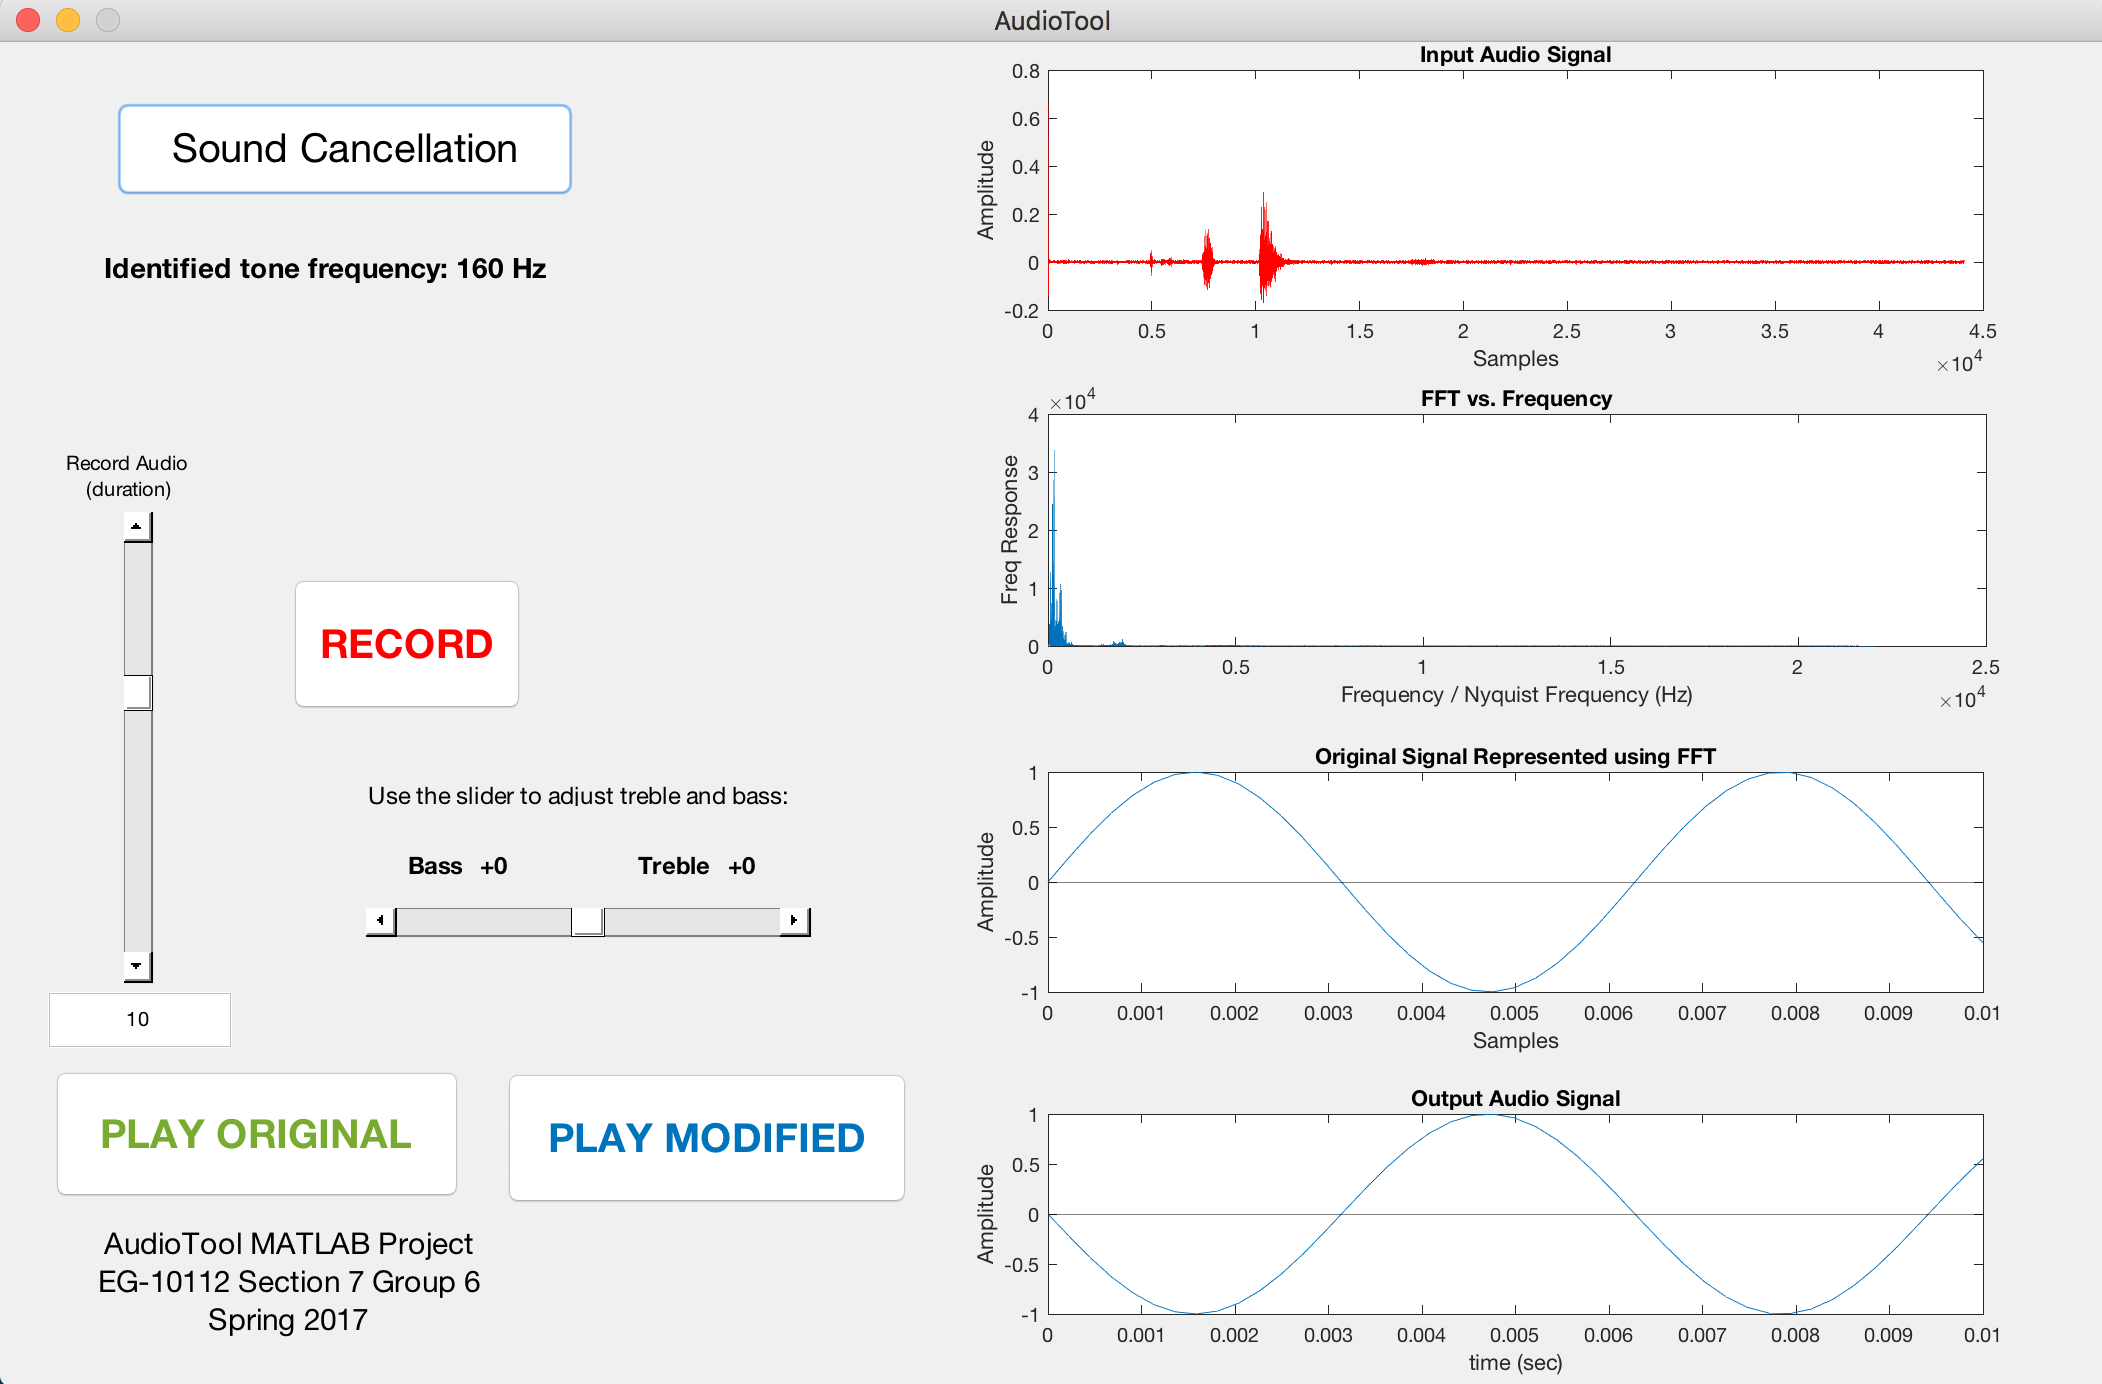 AudioTool
Sound Cancellation
Identified tone frequency: 160 Hz
Record Audio
(duration)
10
RECORD
Use the slider to adjust treble and bass:
Bass +0 Treble +0
PLAY ORIGINAL
PLAY MODIFIED
AudioTool MATLAB Project
EG-10112 Section 7 Group 6
Spring 2017
Input Audio Signal
Amplitude
0.8
0.6
0.4
0.2
0
-0.2
0 0.5 1 1.5 2 2.5 3 3.5 4 4.5
Samples
×10⁴
FFT vs. Frequency
×10⁴
Freq Response
4
3
2
1
0
0 0.5 1 1.5 2 2.5
Frequency / Nyquist Frequency (Hz)
×10⁴
Original Signal Represented using FFT
Amplitude
1
0.5
0
-0.5
-1
0 0.001 0.002 0.003 0.004 0.005 0.006 0.007 0.008 0.009 0.01
Samples
Output Audio Signal
Amplitude
1
0.5
0
-0.5
-1
0 0.001 0.002 0.003 0.004 0.005 0.006 0.007 0.008 0.009 0.01
time (sec)